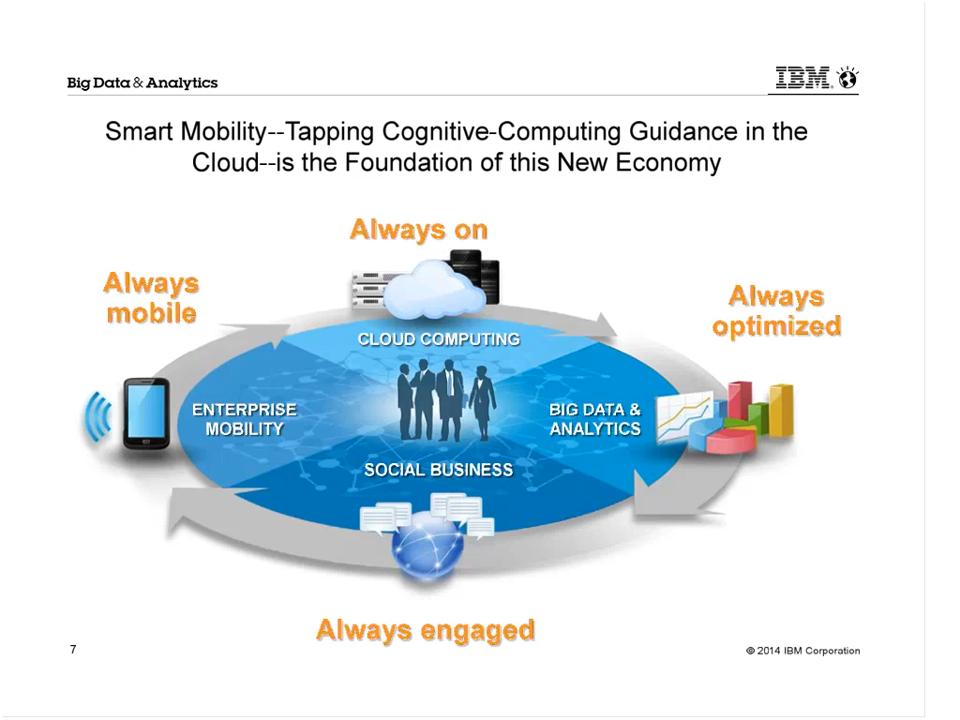 Big Data & Analytics
IBM®
Smart Mobility--Tapping Cognitive-Computing Guidance in the
Cloud--is the Foundation of this New Economy
Always on
Always
mobile
Always
optimized
CLOUD COMPUTING
ENTERPRISE
MOBILITY
BIG DATA &
ANALYTICS
SOCIAL BUSINESS
Always engaged
7
© 2014 IBM Corporation